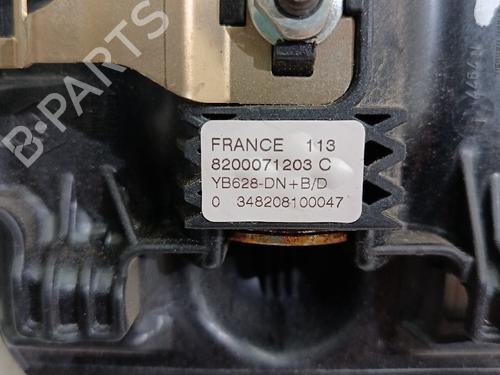 B-PARTS
FRANCE 113
8200071203 C
YB628-DN+B/D
0 348208100047